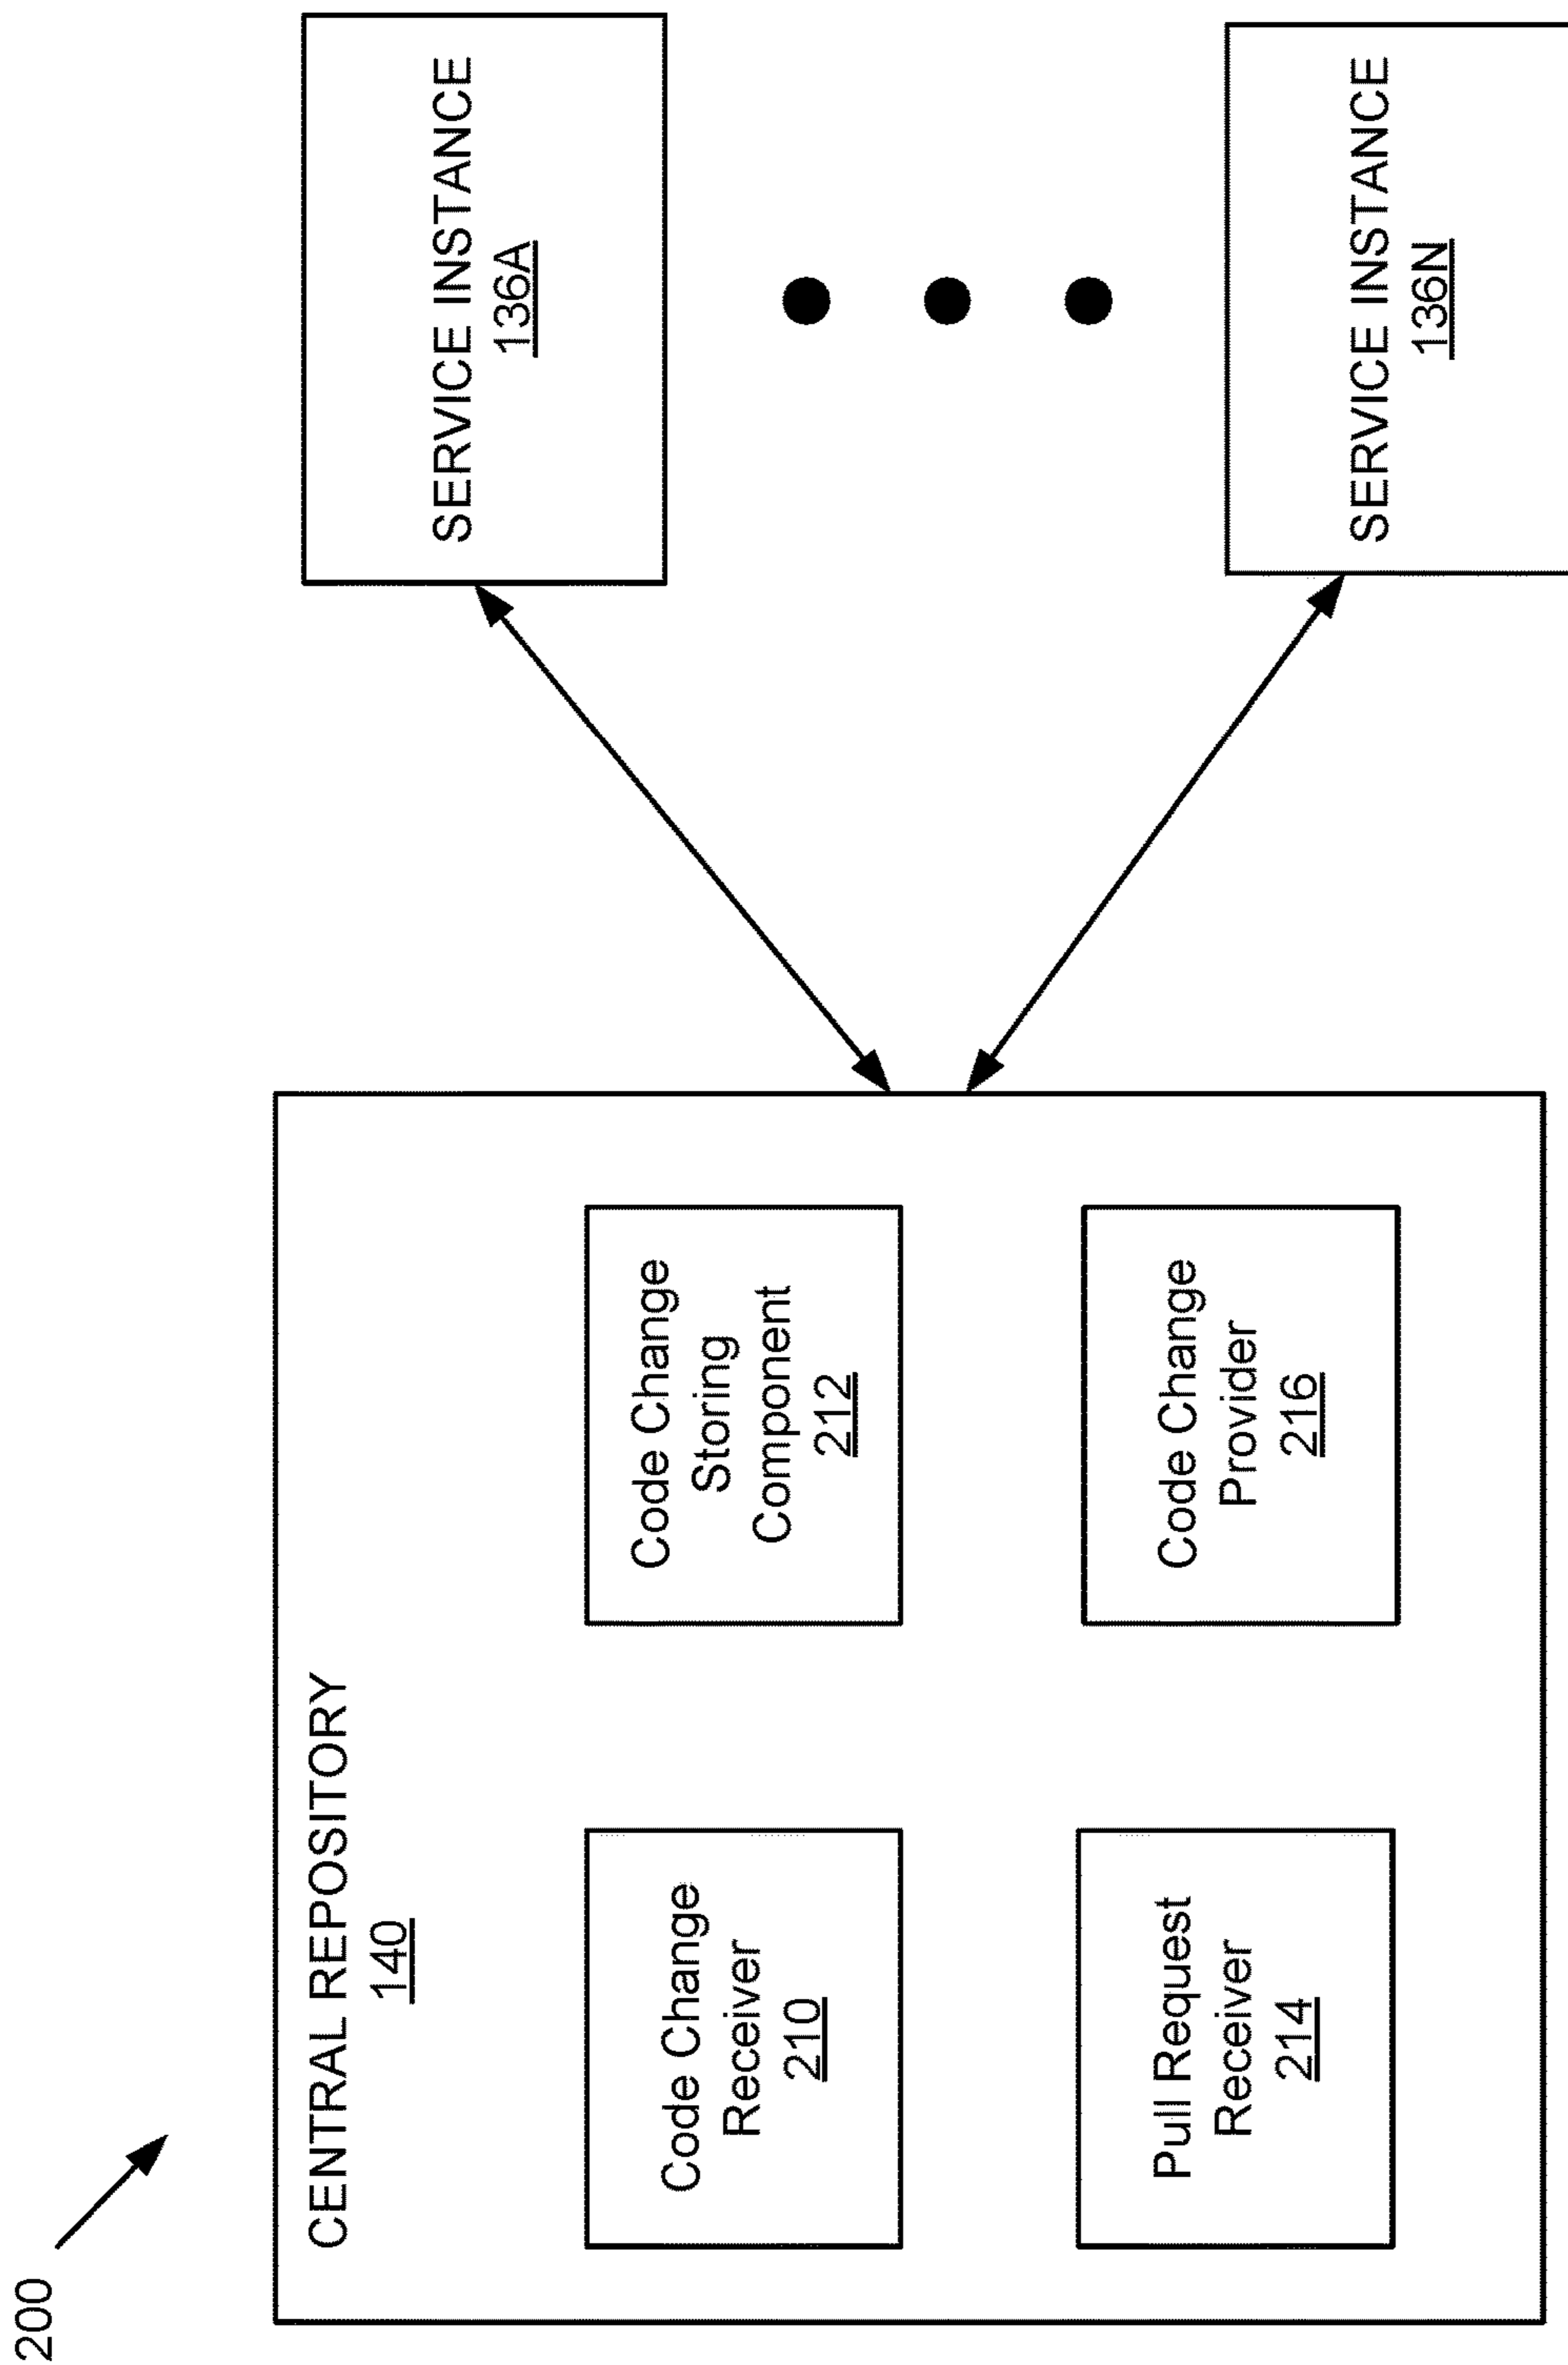 200
CENTRAL REPOSITORY
140
Code Change
Receiver
210
Code Change
Storing
Component
212
Pull Request
Receiver
214
Code Change
Provider
216
SERVICE INSTANCE
136A
SERVICE INSTANCE
136N